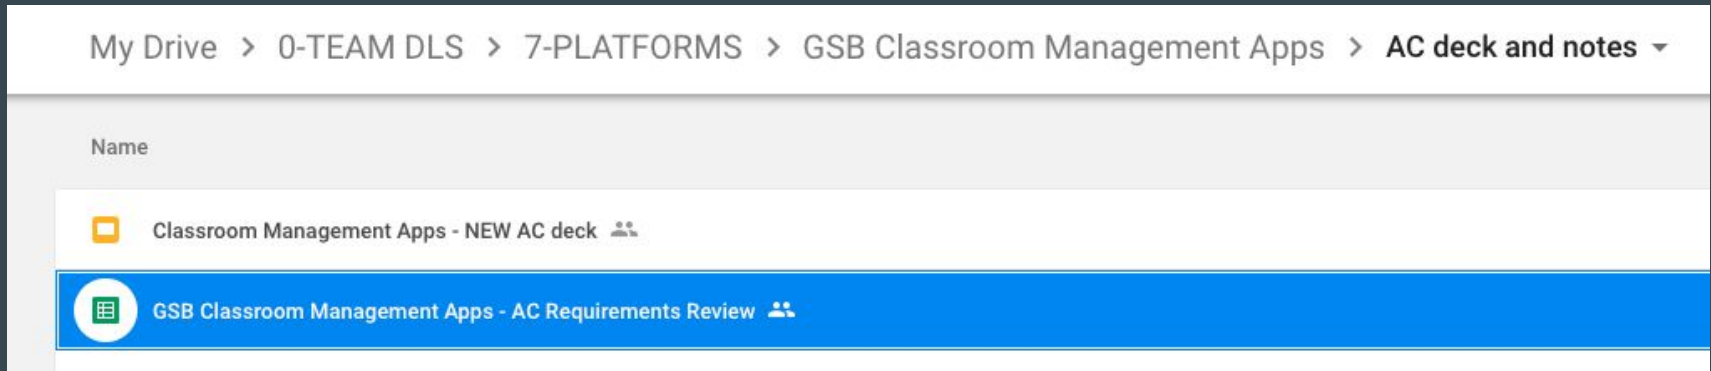 My Drive > 0-TEAM DLS > 7-PLATFORMS > GSB Classroom Management Apps > AC deck and notes
Name
Classroom Management Apps - NEW AC deck
GSB Classroom Management Apps - AC Requirements Review